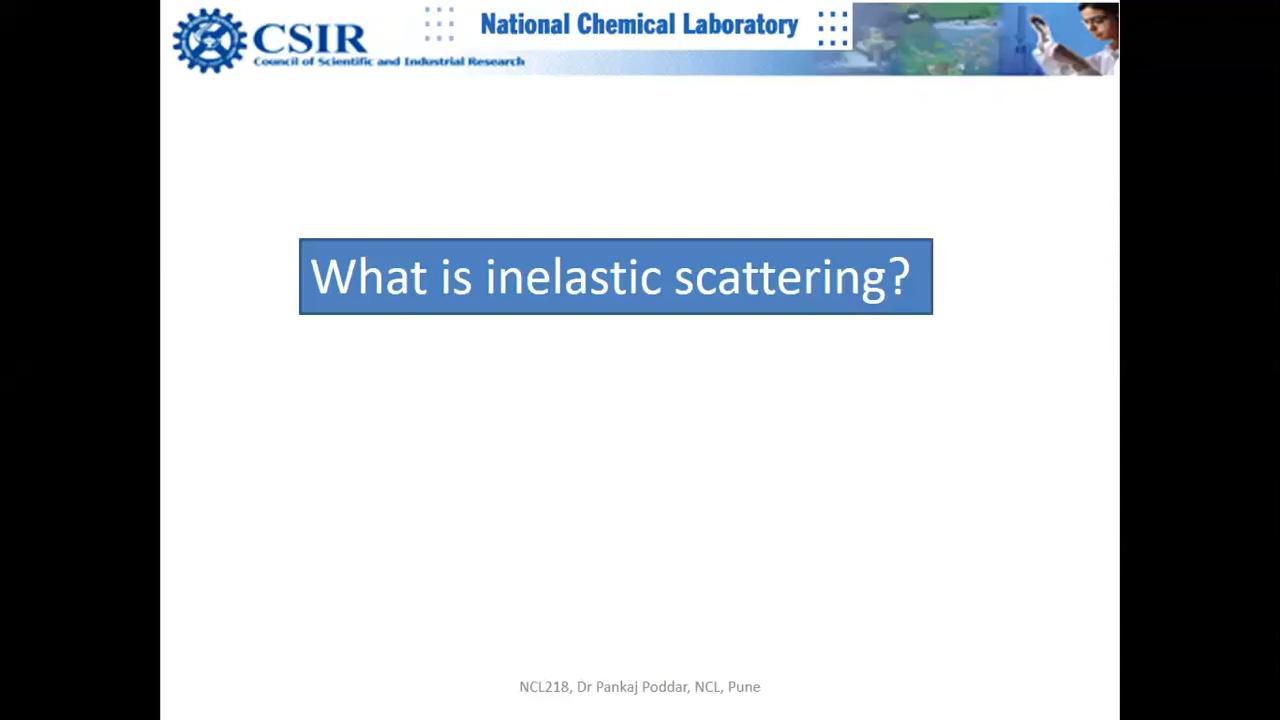 CSIR
Council of Scientific and Industrial Research
National Chemical Laboratory
What is inelastic scattering?
NCL218, Dr Pankaj Poddar, NCL, Pune